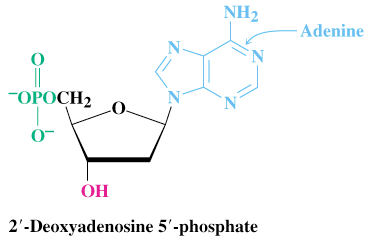 NH2
Adenine
N
N
O
⁻OPOCH2
O
N
N
O⁻
OH
2′-Deoxyadenosine 5′-phosphate